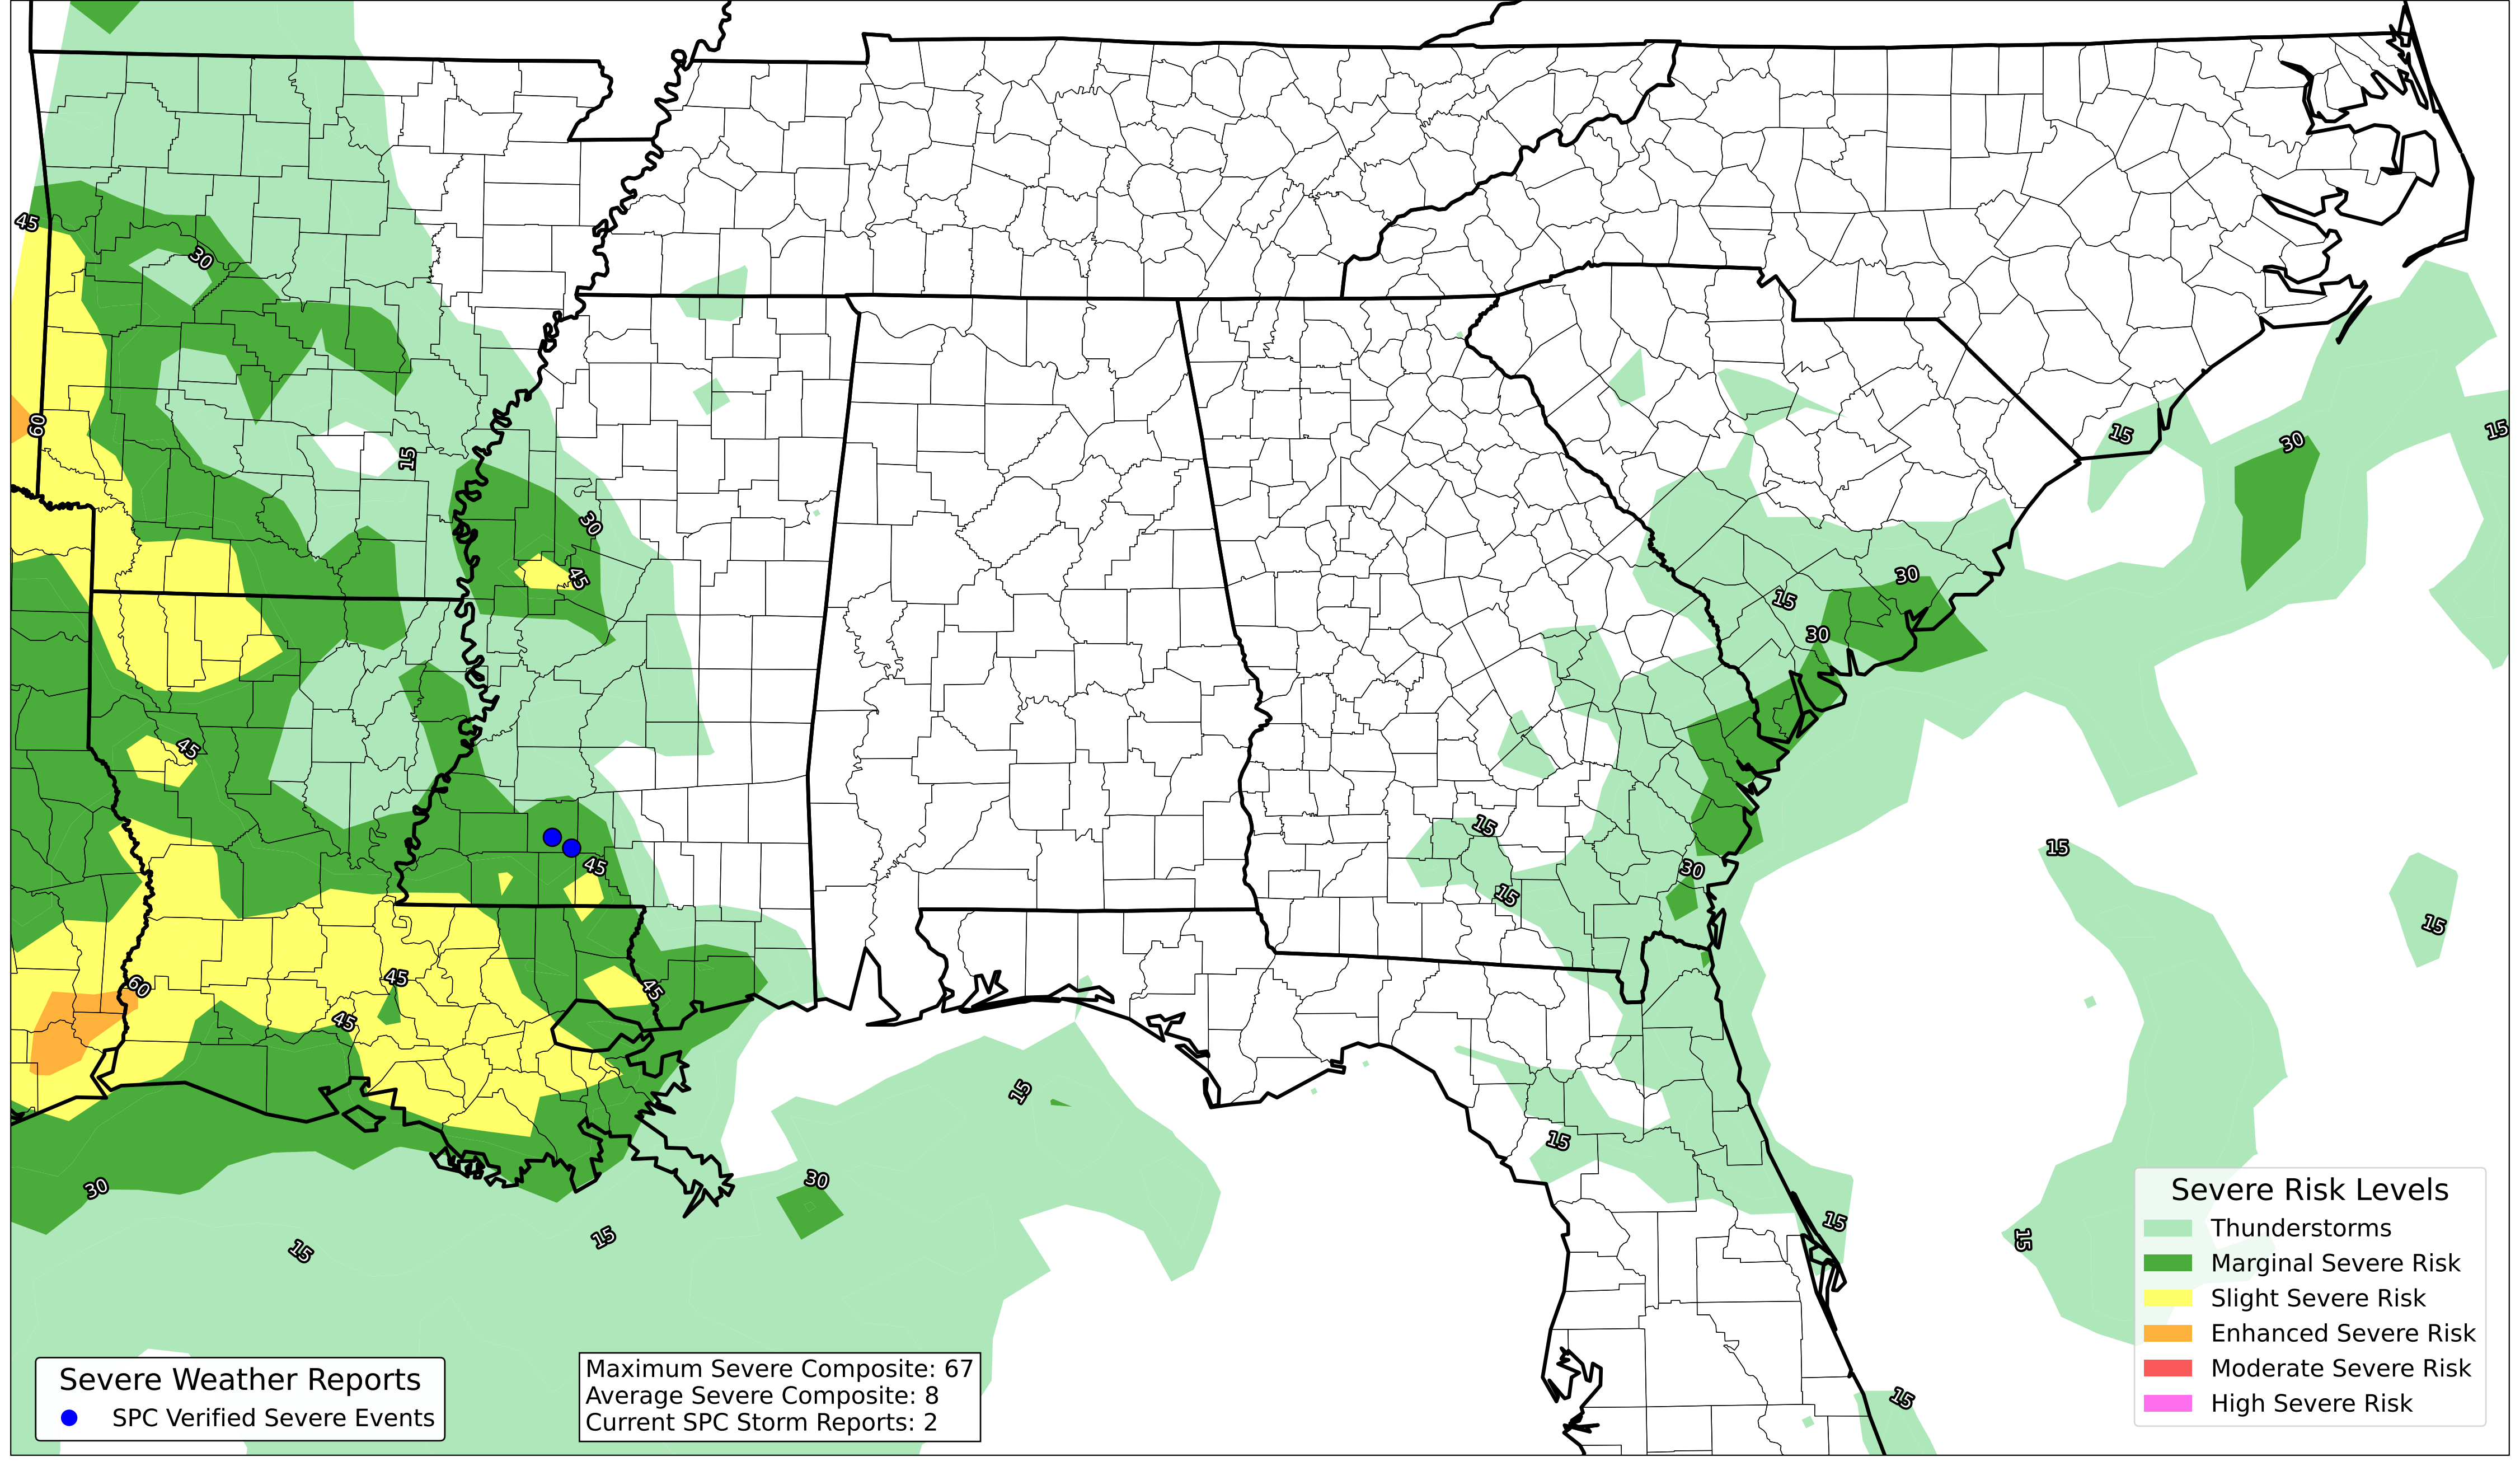 45
30
60
15
30
45
45
45
60
45
45
45
30
15
15
30
15
15
30
15
30
15
30
15
15
30
15
15
15
15
15
15
15
Severe Weather Reports
SPC Verified Severe Events
Maximum Severe Composite: 67
Average Severe Composite: 8
Current SPC Storm Reports: 2
Severe Risk Levels
Thunderstorms
Marginal Severe Risk
Slight Severe Risk
Enhanced Severe Risk
Moderate Severe Risk
High Severe Risk